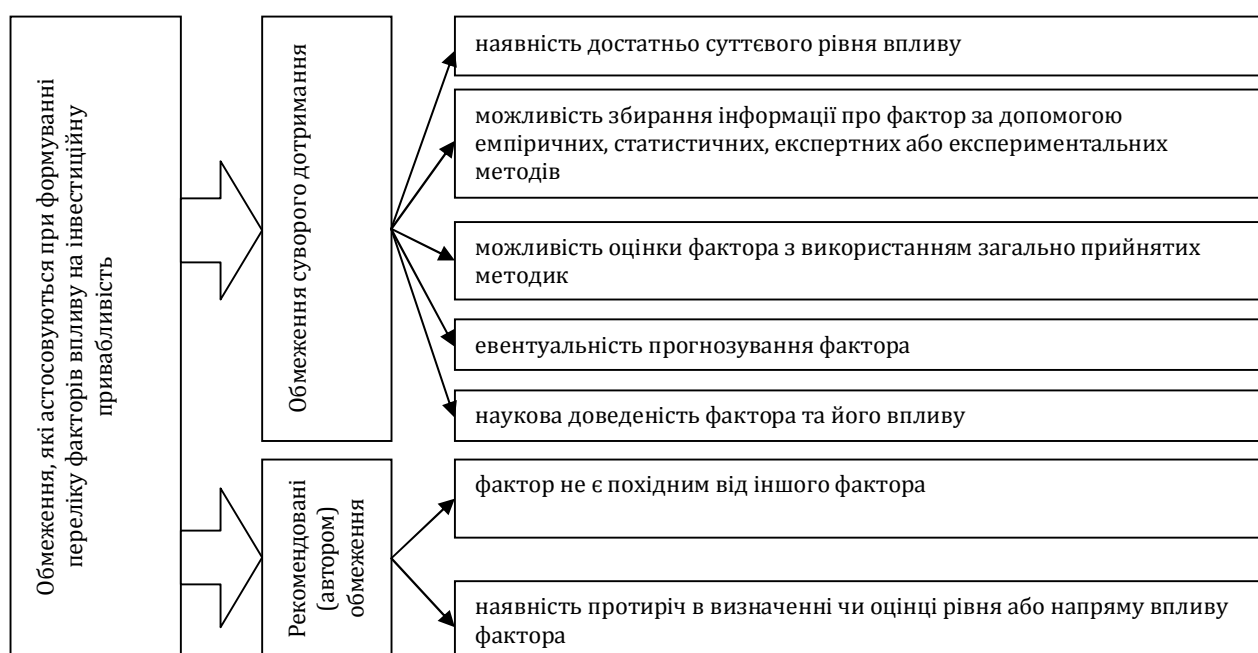 Обмеження, які астосовуються при формуванні
переліку факторів впливу на інвестиційну
привабливість
Обмеження суворого дотримання
наявність достатньо суттєвого рівня впливу
можливість збирання інформації про фактор за допомогою
емпіричних, статистичних, експертних або експериментальних
методів
можливість оцінки фактора з використанням загально прийнятих
методик
евентуальність прогнозування фактора
наукова доведеність фактора та його впливу
Рекомендовані
(автором)
обмеження
фактор не є похідним від іншого фактора
наявність протиріч в визначенні чи оцінці рівня або напряму впливу
фактора